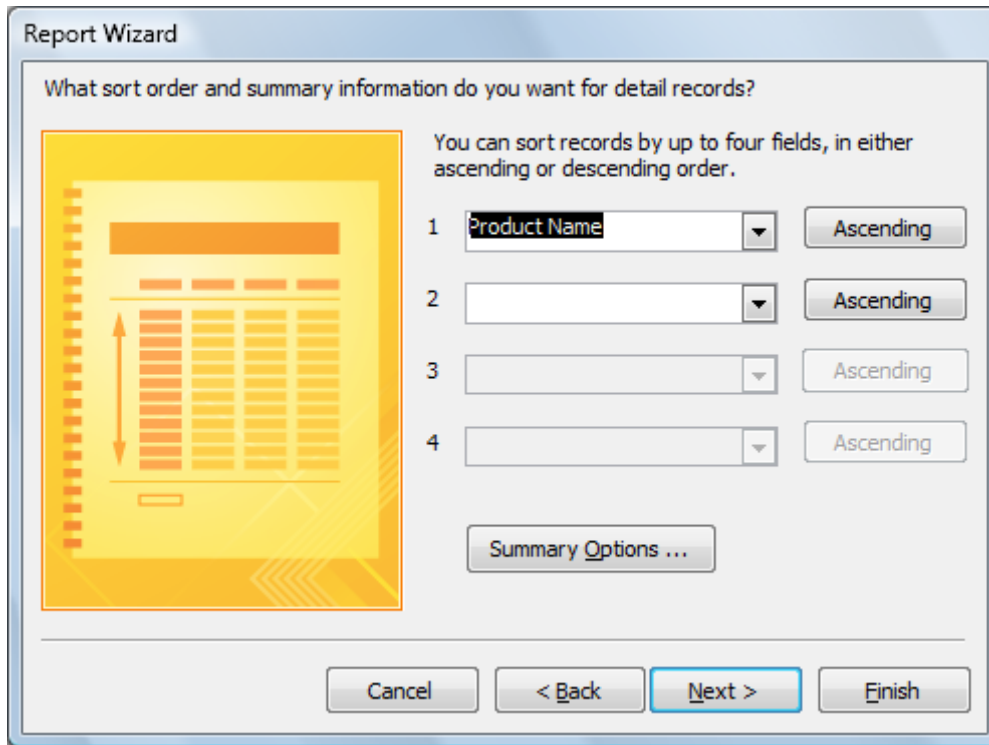 Report Wizard
What sort order and summary information do you want for detail records?
You can sort records by up to four fields, in either
ascending or descending order.
1 Product Name Ascending
2 Ascending
3 Ascending
4 Ascending
Summary Options ...
Cancel < Back Next > Finish